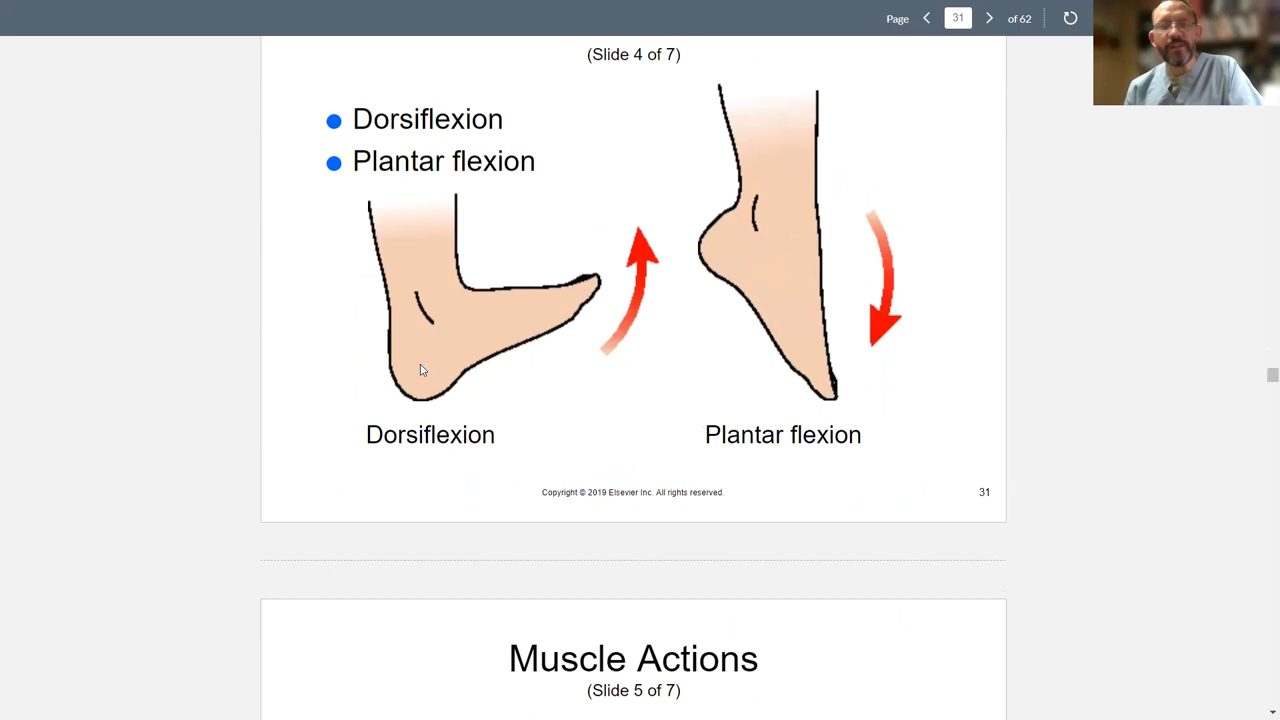 Page 31 of 62
(Slide 4 of 7)
Dorsiflexion
Plantar flexion
Dorsiflexion Plantar flexion
Copyright © 2019 Elsevier Inc. All rights reserved. 31
Muscle Actions
(Slide 5 of 7)